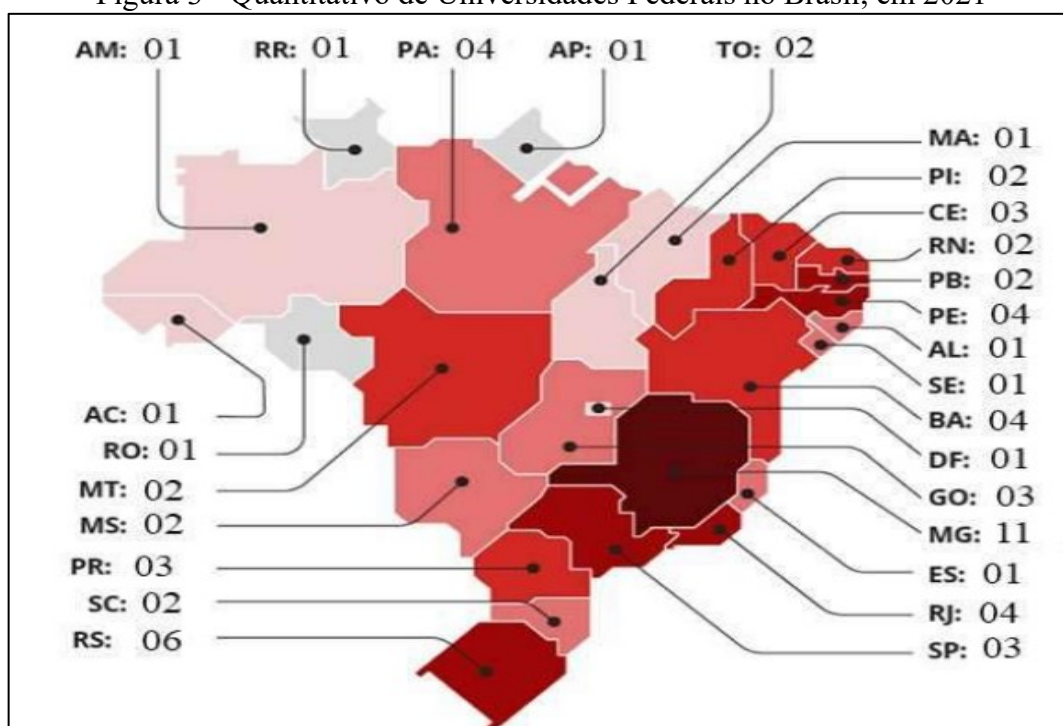 Figura 3 - Quantitativo de Universidades Federais no Brasil, em 2021
AM: 01
RR: 01
PA: 04
AP: 01
TO: 02
MA: 01
PI: 02
CE: 03
RN: 02
PB: 02
PE: 04
AL: 01
SE: 01
BA: 04
DF: 01
GO: 03
MG: 11
ES: 01
RJ: 04
SP: 03
AC: 01
RO: 01
MT: 02
MS: 02
PR: 03
SC: 02
RS: 06